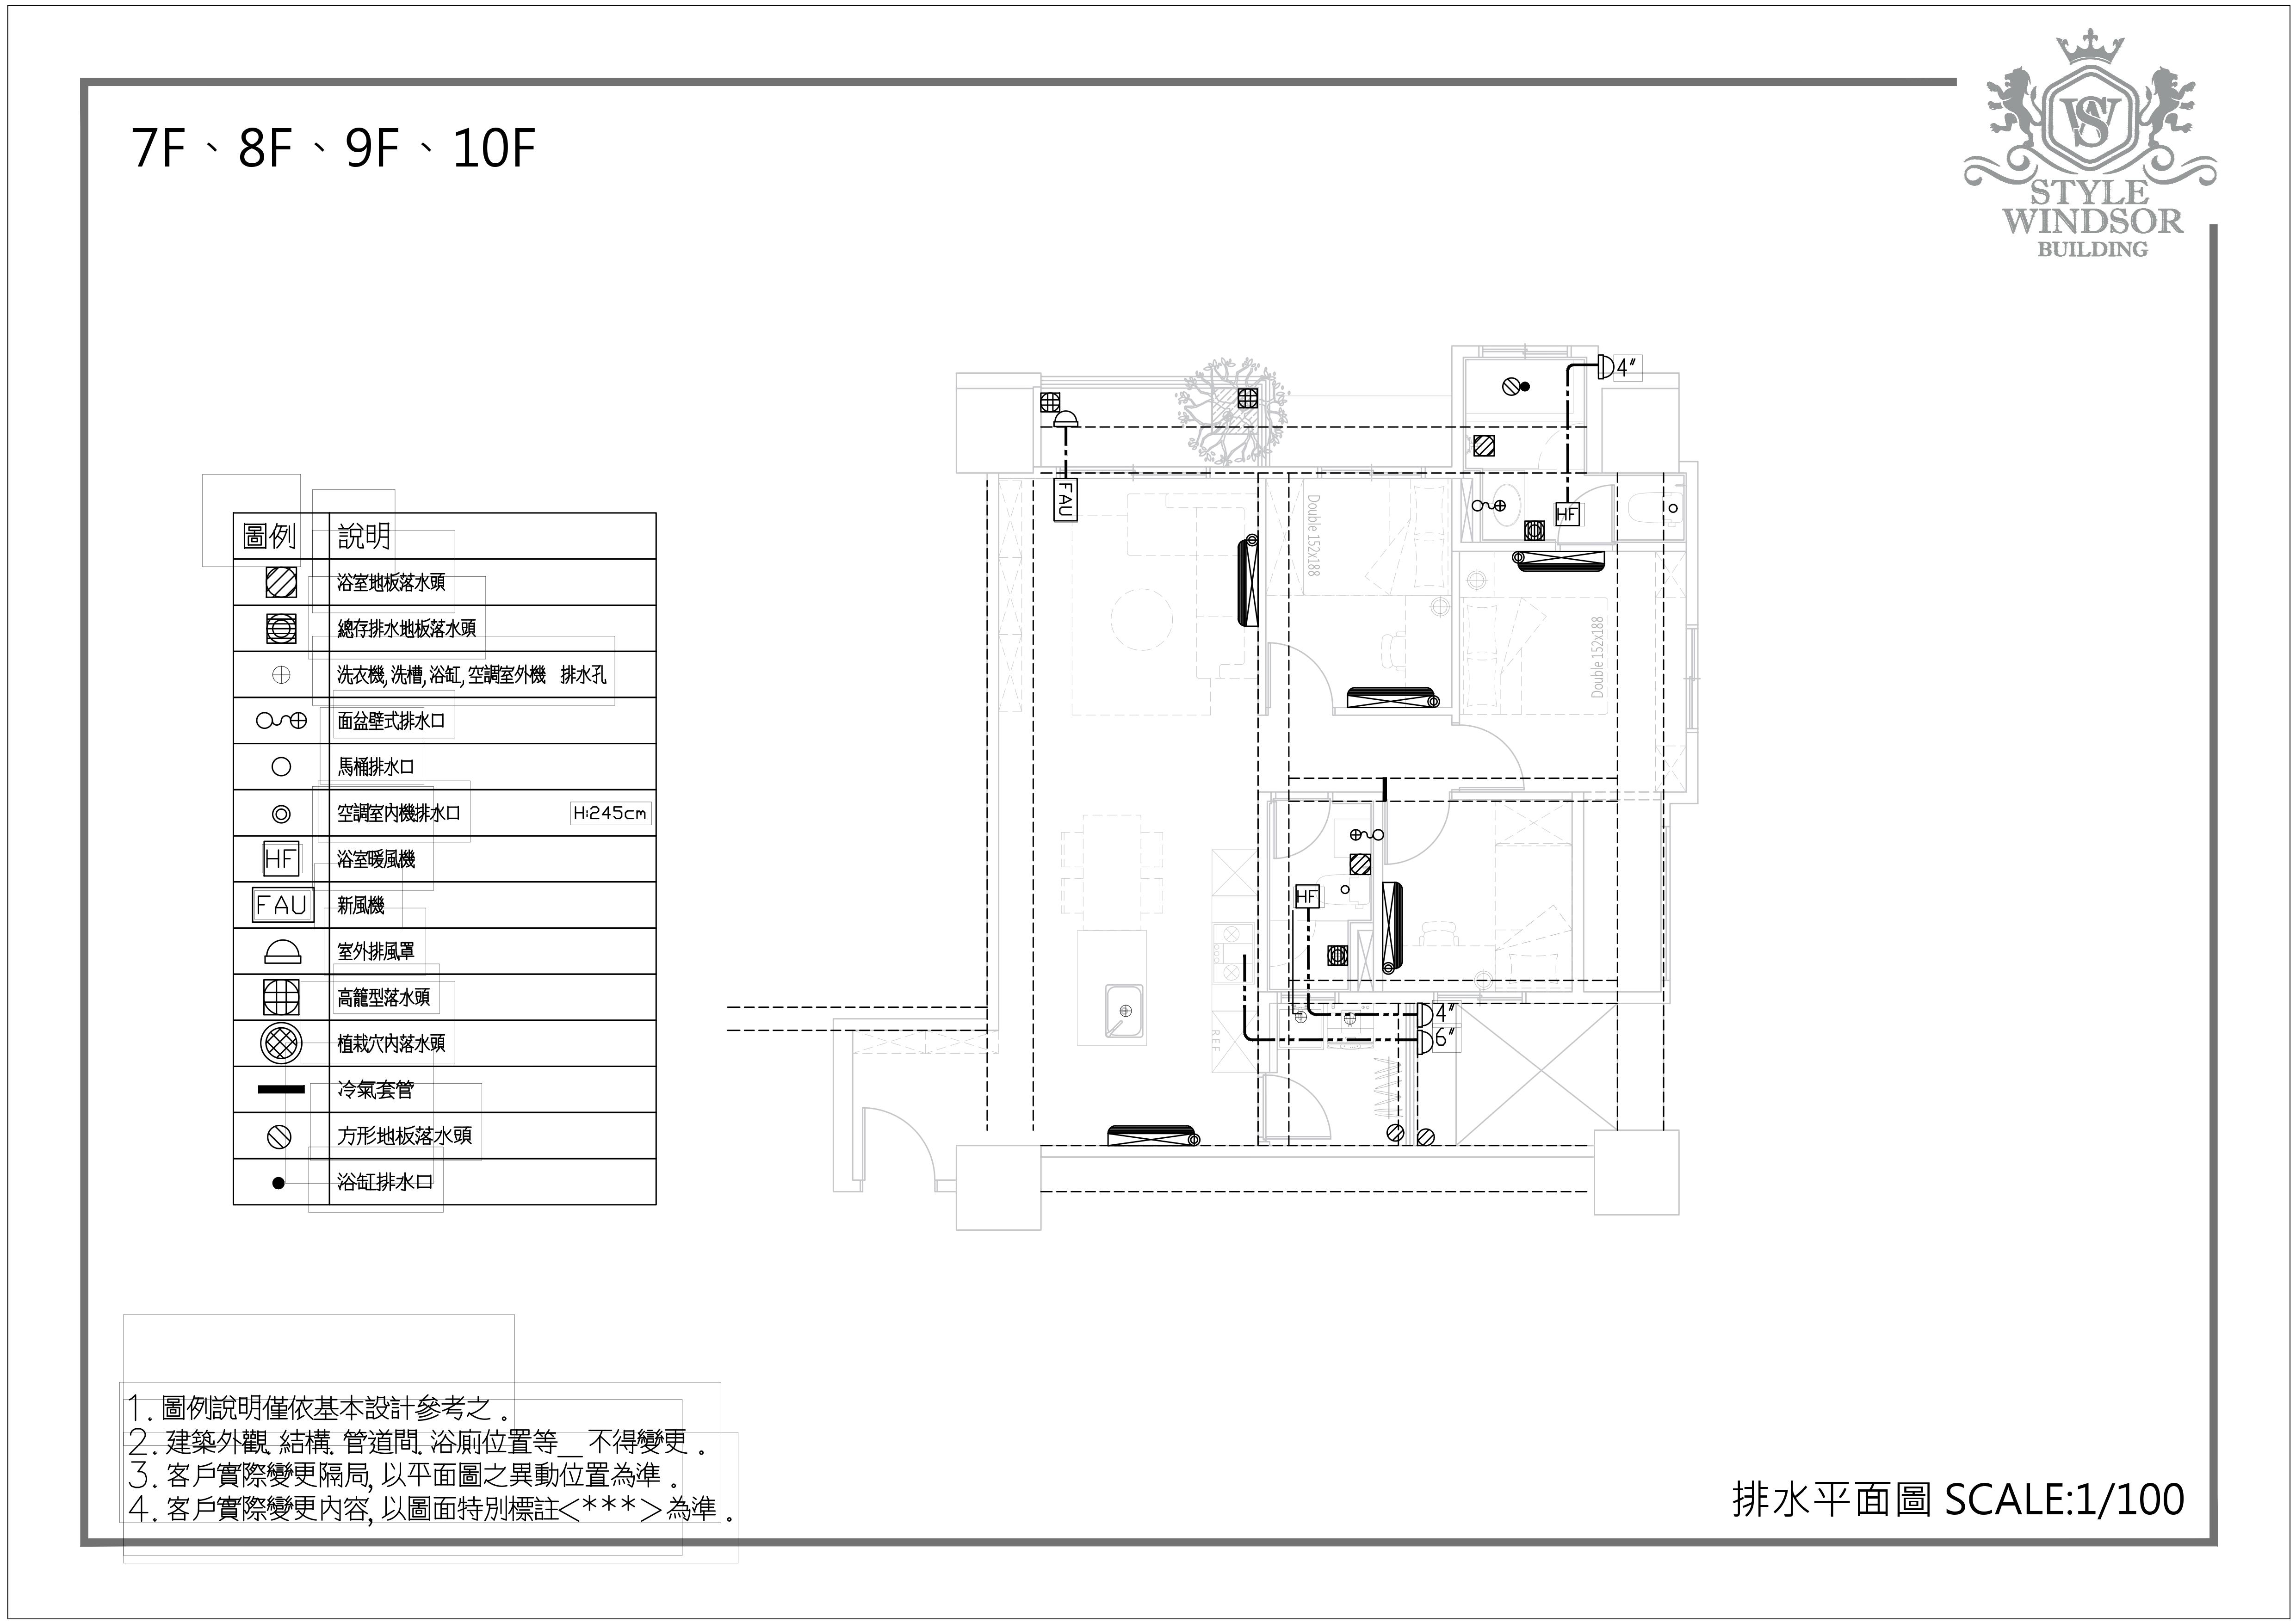 7F、8F、9F、10F
WS
STYLE
WINDSOR
BUILDING
圖例 說明
浴室地板落水頭
總存排水地板落水頭
洗衣機,洗槽,浴缸,空調室外機 排水孔
面盆壁式排水口
馬桶排水口
空調室內機排水口 H:245cm
HF 浴室暖風機
FAU 新風機
室外排風罩
高籠型落水頭
植栽穴內落水頭
冷氣套管
方形地板落水頭
浴缸排水口
4"
FAU
Double 152x188
HF
Double 152x188
HF
4"
6"
REF
1. 圖例說明僅依基本設計參考之。
2. 建築外觀.結構.管道間.浴廁位置等__不得變更。
3. 客戶實際變更隔局,以平面圖之異動位置為準。
4. 客戶實際變更內容,以圖面特別標註<***>為準。
排水平面圖 SCALE:1/100